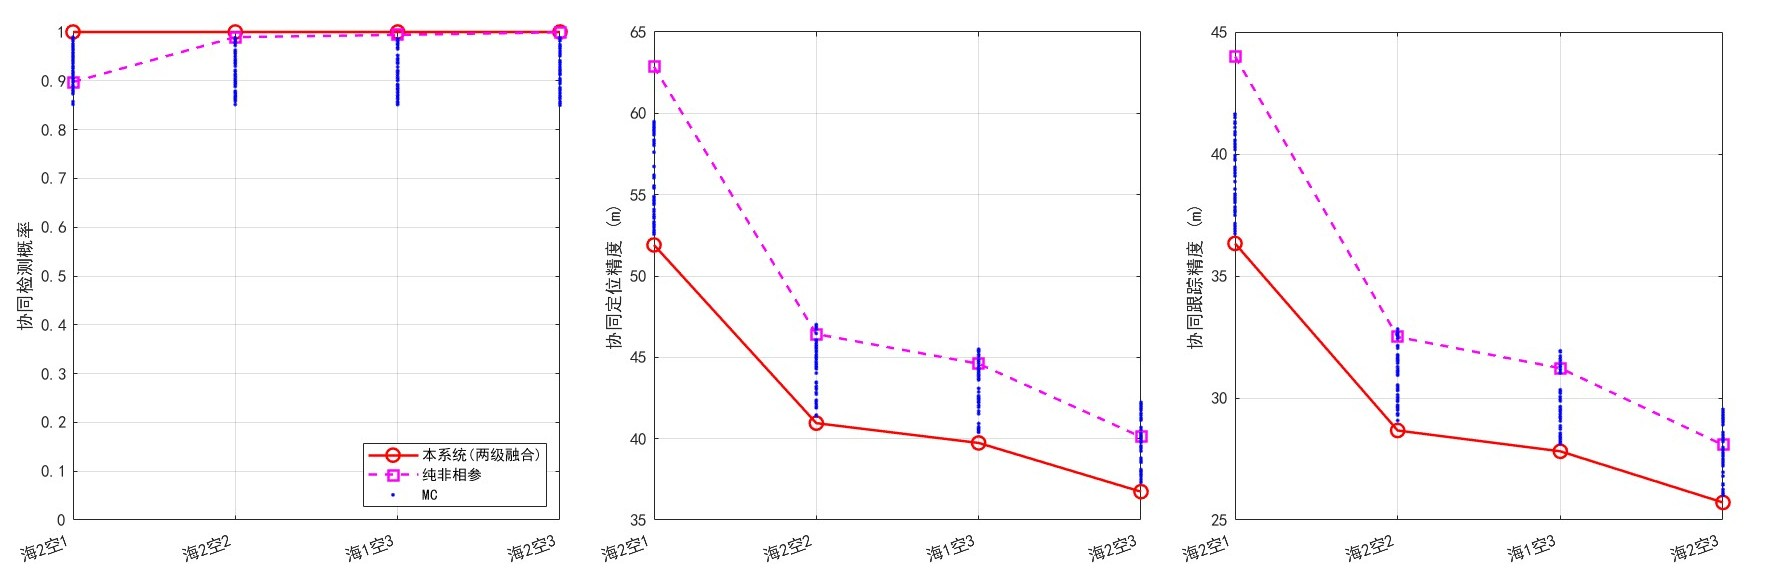 协同检测概率
1
0.9
0.8
0.7
0.6
0.5
0.4
0.3
0.2
0.1
0
海2空1
海2空2
海1空3
海2空3
本系统(两级融合)
纯非相参
MC
协同定位精度 (m)
65
60
55
50
45
40
35
海2空1
海2空2
海1空3
海2空3
协同跟踪精度 (m)
45
40
35
30
25
海2空1
海2空2
海1空3
海2空3